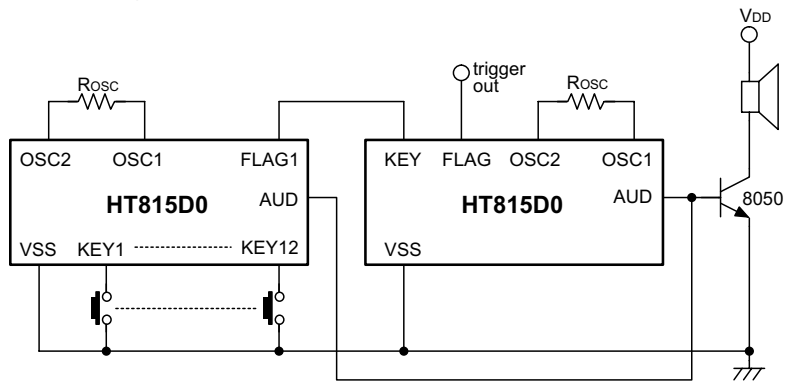 VDD
trigger
out
ROSC
ROSC
OSC2 OSC1 FLAG1
KEY FLAG OSC2 OSC1
HT815D0
AUD
HT815D0
AUD
8050
VSS KEY1 KEY12
VSS